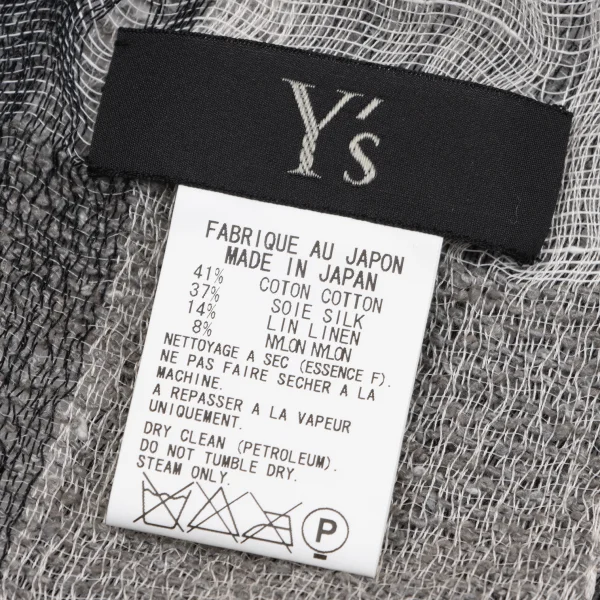 Y's
FABRIQUE AU JAPON
MADE IN JAPAN
41% COTON COTTON
37% SOIE SILK
14% LIN LINEN
8% NYLON NYLON
NETTOYAGE A SEC (ESSENCE F).
NE PAS FAIRE SECHER A LA
MACHINE.
A REPASSER A LA VAPEUR
UNIQUEMENT.
DRY CLEAN (PETROLEUM).
DO NOT TUMBLE DRY.
STEAM ONLY.
P